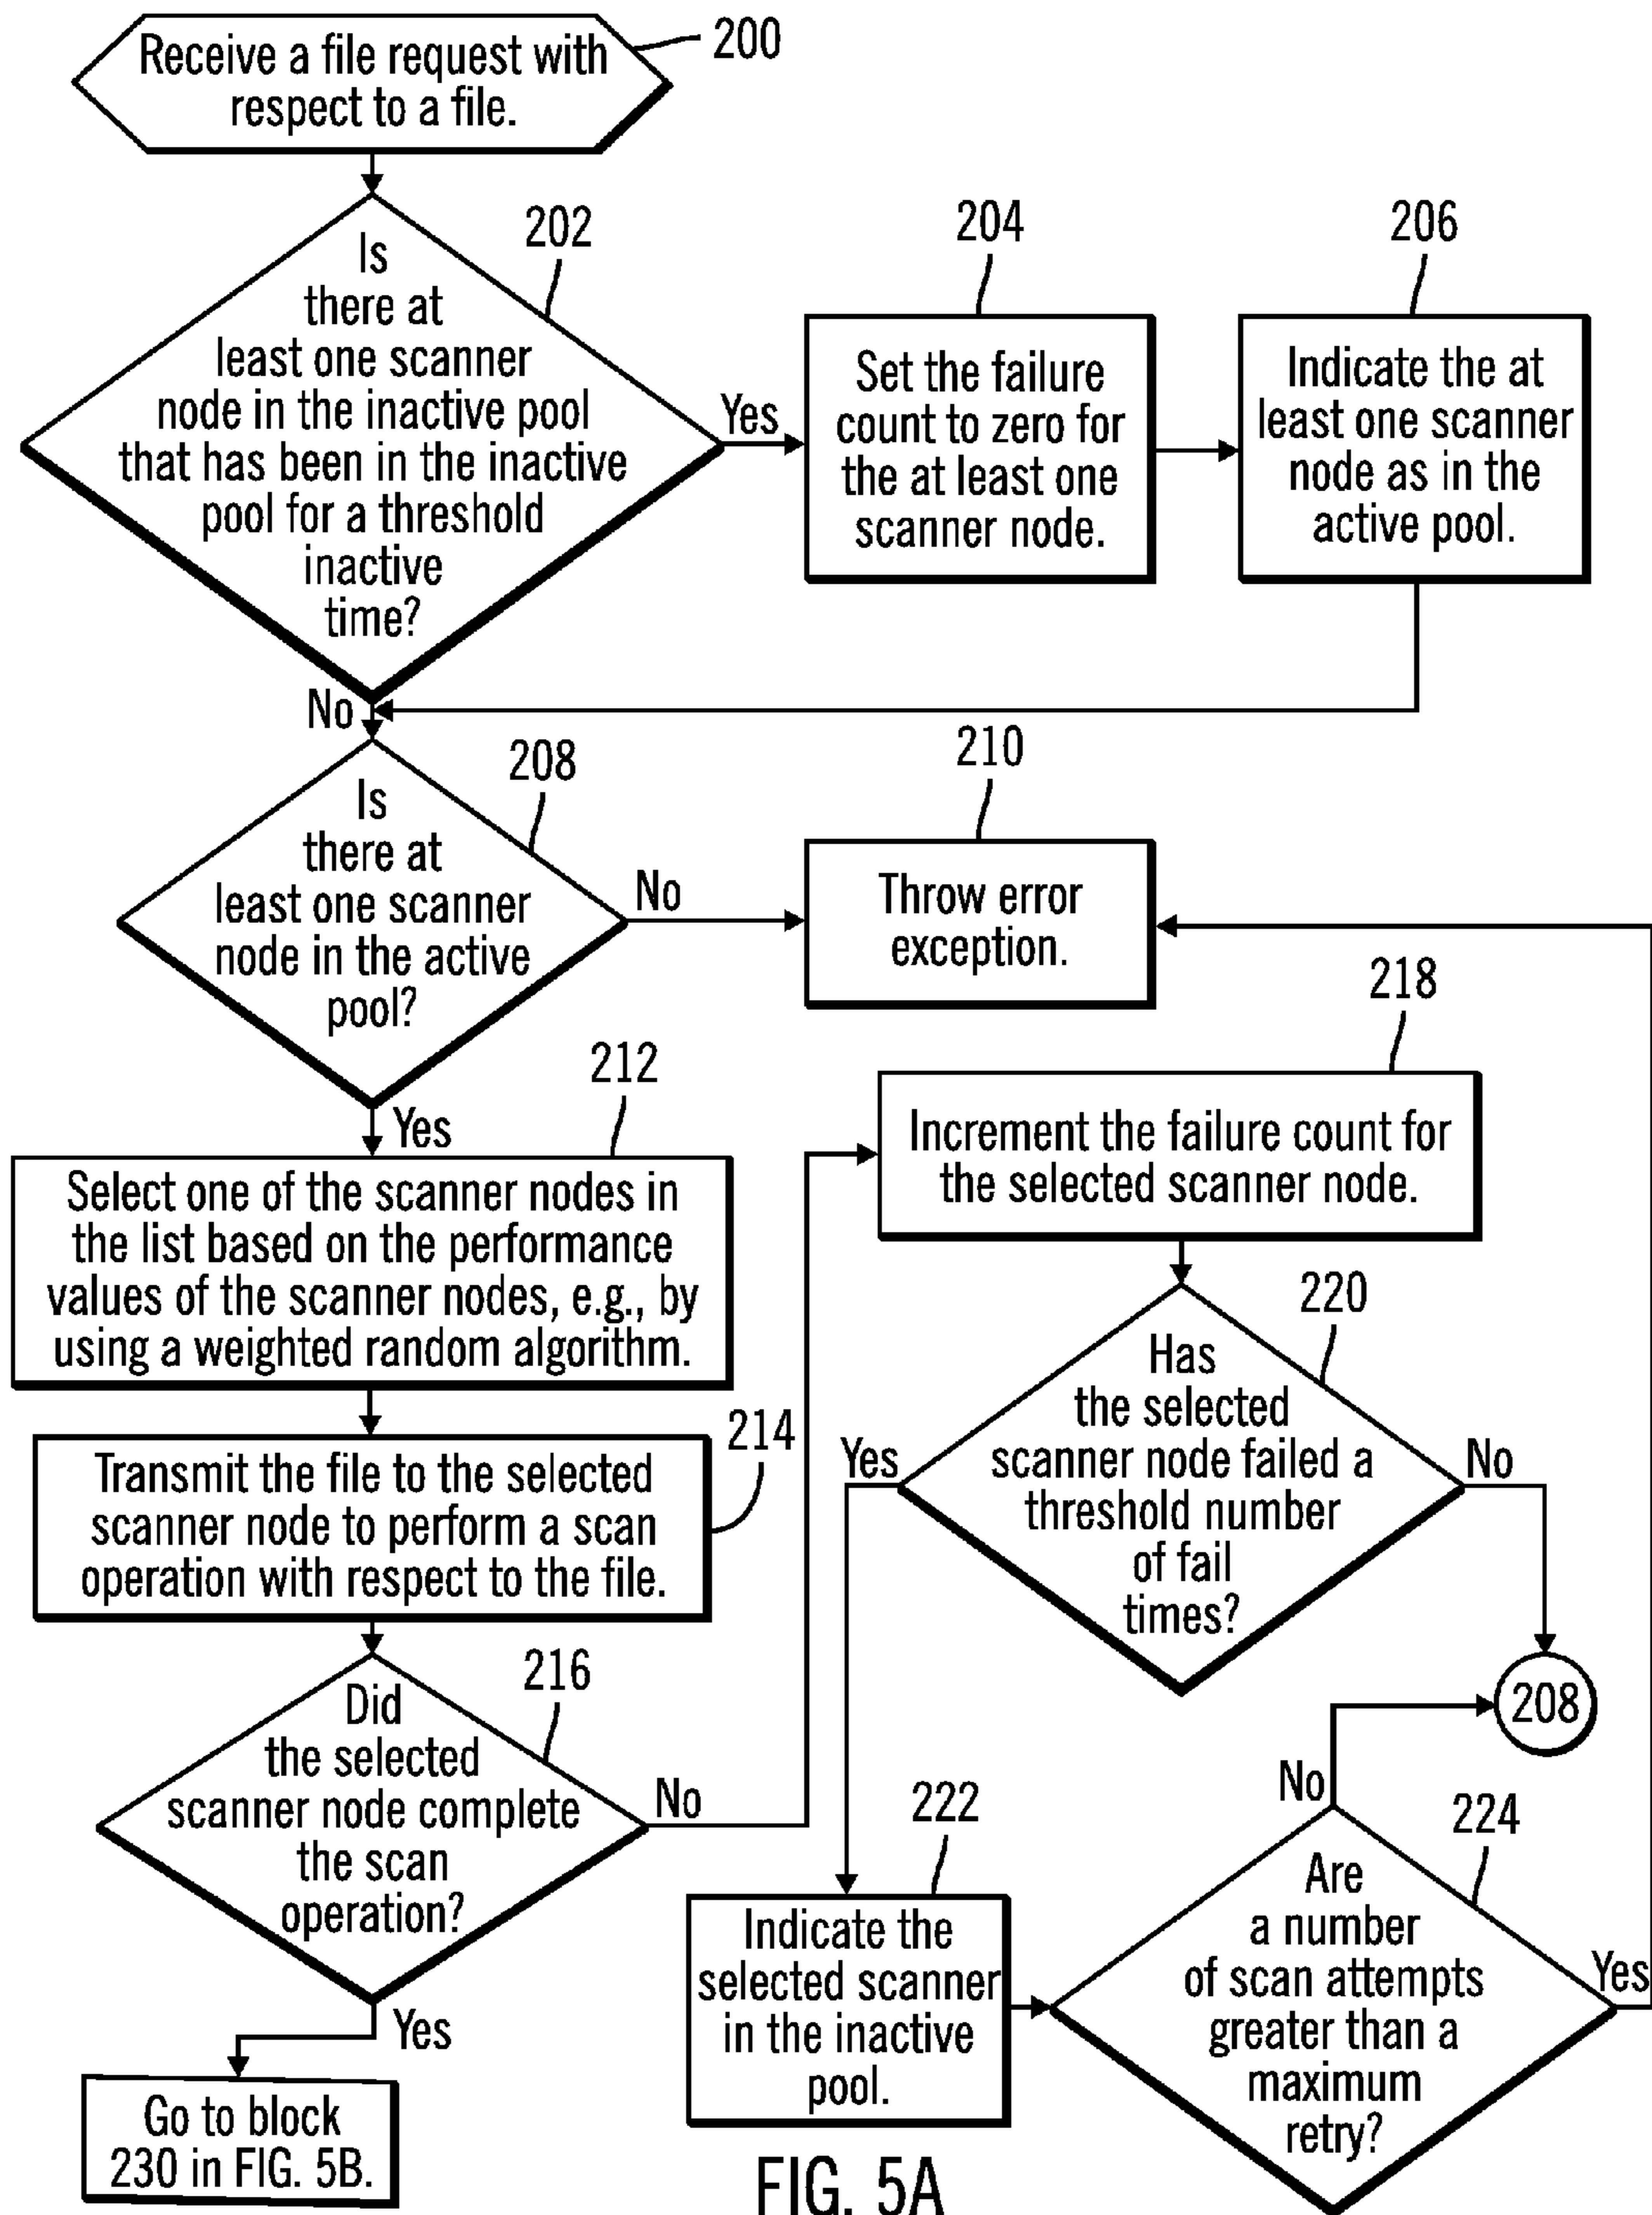 Receive a file request with
respect to a file.
200
Is
there at
least one scanner
node in the inactive pool
that has been in the inactive
pool for a threshold
inactive
time?
202
Yes
No
Set the failure
count to zero for
the at least one
scanner node.
204
Indicate the at
least one scanner
node as in the
active pool.
206
Is
there at
least one scanner
node in the active
pool?
208
No
Yes
Throw error
exception.
210
Select one of the scanner nodes in
the list based on the performance
values of the scanner nodes, e.g., by
using a weighted random algorithm.
212
Transmit the file to the selected
scanner node to perform a scan
operation with respect to the file.
214
Did
the selected
scanner node complete
the scan
operation?
216
No
Yes
Go to block
230 in FIG. 5B.
Increment the failure count for
the selected scanner node.
218
Has
the selected
scanner node failed a
threshold number
of fail
times?
220
Yes
No
208
Indicate the
selected scanner
in the inactive
pool.
222
Are
a number
of scan attempts
greater than a
maximum
retry?
224
No
Yes
FIG. 5A